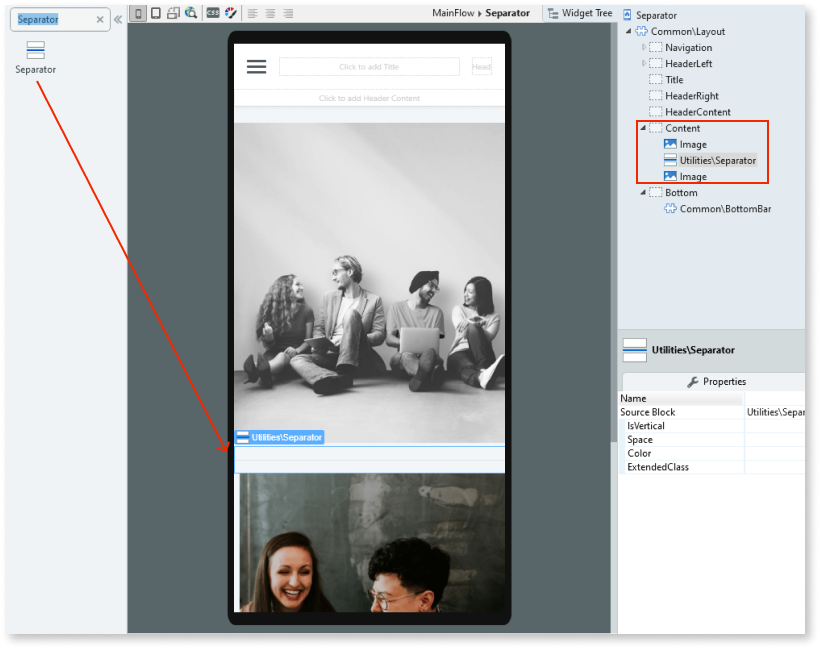 Separator
Separator
CSS
MainFlow Separator
Widget Tree
Click to add Title
Head
Click to add Header Content
Utilities\Separator
Separator
Common\Layout
Navigation
HeaderLeft
Title
HeaderRight
HeaderContent
Content
Image
Utilities\Separator
Image
Bottom
Common\BottomBar
Utilities\Separator
Properties
Name
Source Block Utilities\Separ
IsVertical
Space
Color
ExtendedClass